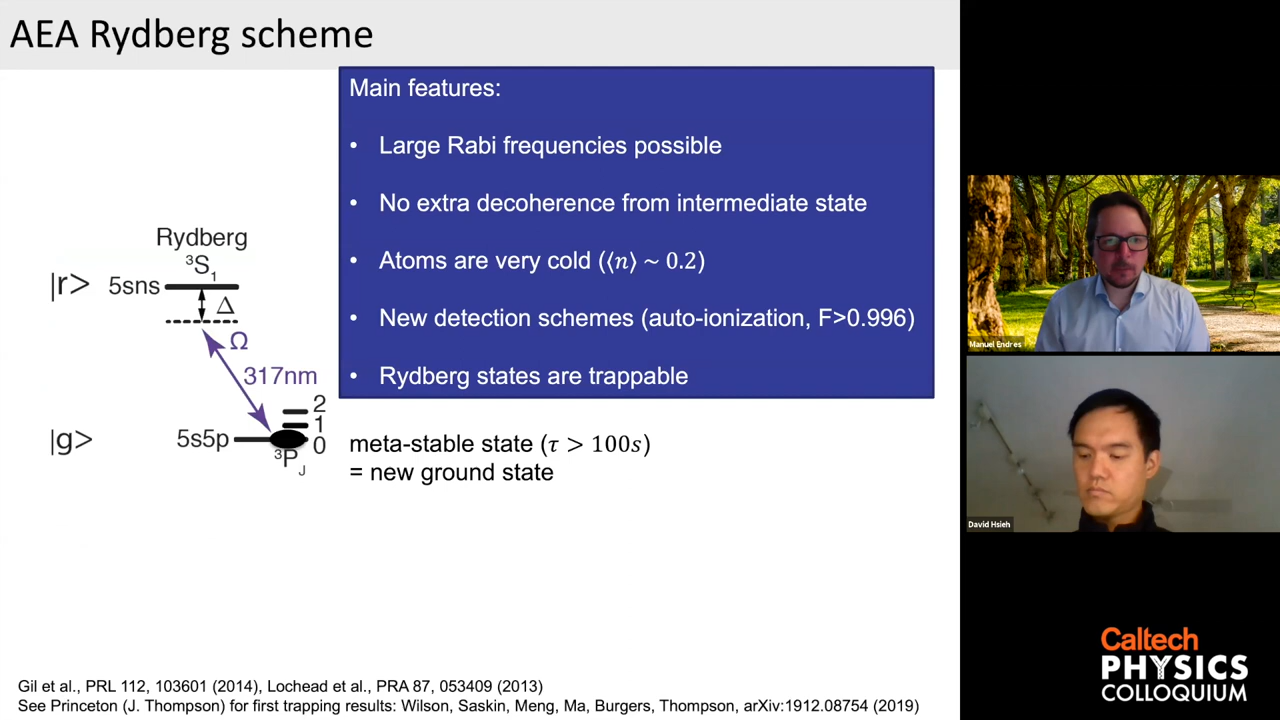 AEA Rydberg scheme
Main features:
• Large Rabi frequencies possible
• No extra decoherence from intermediate state
• Atoms are very cold (⟨n⟩ ~ 0.2)
• New detection schemes (auto-ionization, F>0.996)
• Rydberg states are trappable
Rydberg
³S₁
|r> 5sns
Δ
Ω
317nm
2
1
|g> 5s5p 0
³P_J
meta-stable state (τ > 100s)
= new ground state
Gil et al., PRL 112, 103601 (2014), Lochead et al., PRA 87, 053409 (2013)
See Princeton (J. Thompson) for first trapping results: Wilson, Saskin, Meng, Ma, Burgers, Thompson, arXiv:1912.08754 (2019)
Manuel Endres
David Hsieh
Caltech
PHYSICS
COLLOQUIUM